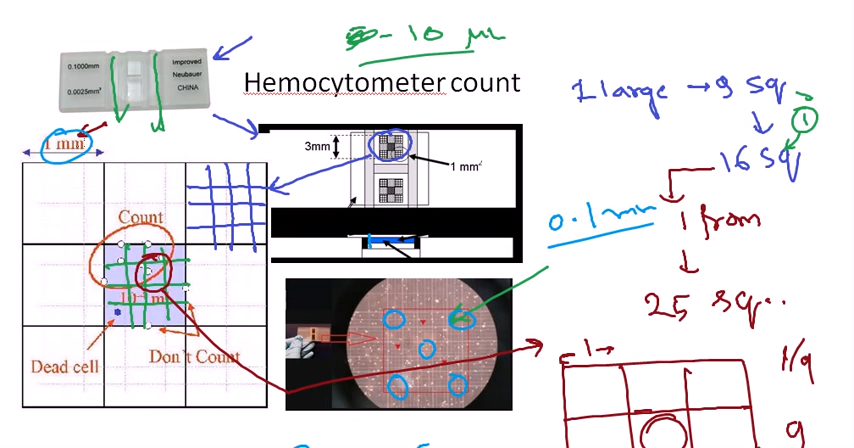 - 10 µL
0.1000mm
Improved
Neubauer
0.0025mm²
CHINA
Hemocytometer count
1 large → 9 sq
1
16 sq
1 mm
3mm
1 mm²
0.1mm
1 from
25 sq..
Count
1 mm
Dead cell
Don't Count
1 →
1/9
9